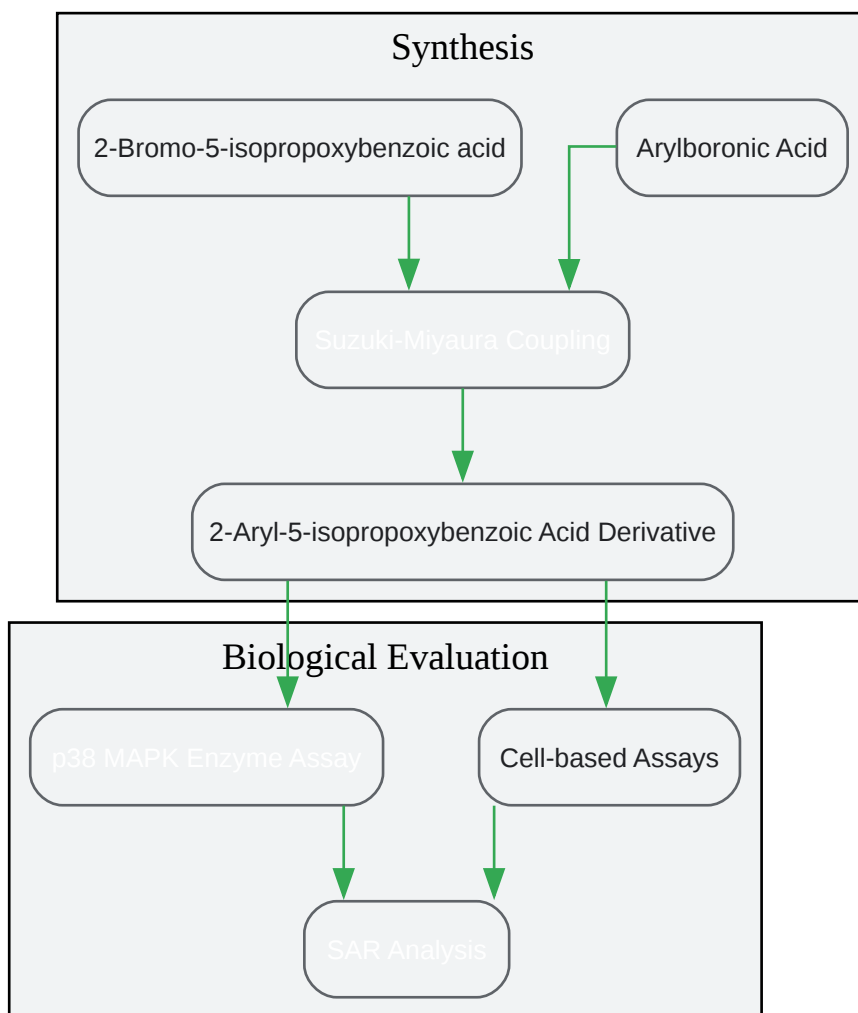 Synthesis
2-Bromo-5-isopropoxybenzoic acid
Arylboronic Acid
Suzuki-Miyaura Coupling
2-Aryl-5-isopropoxybenzoic Acid Derivative
Biological Evaluation
p38 MAPK Enzyme Assay
Cell-based Assays
SAR Analysis